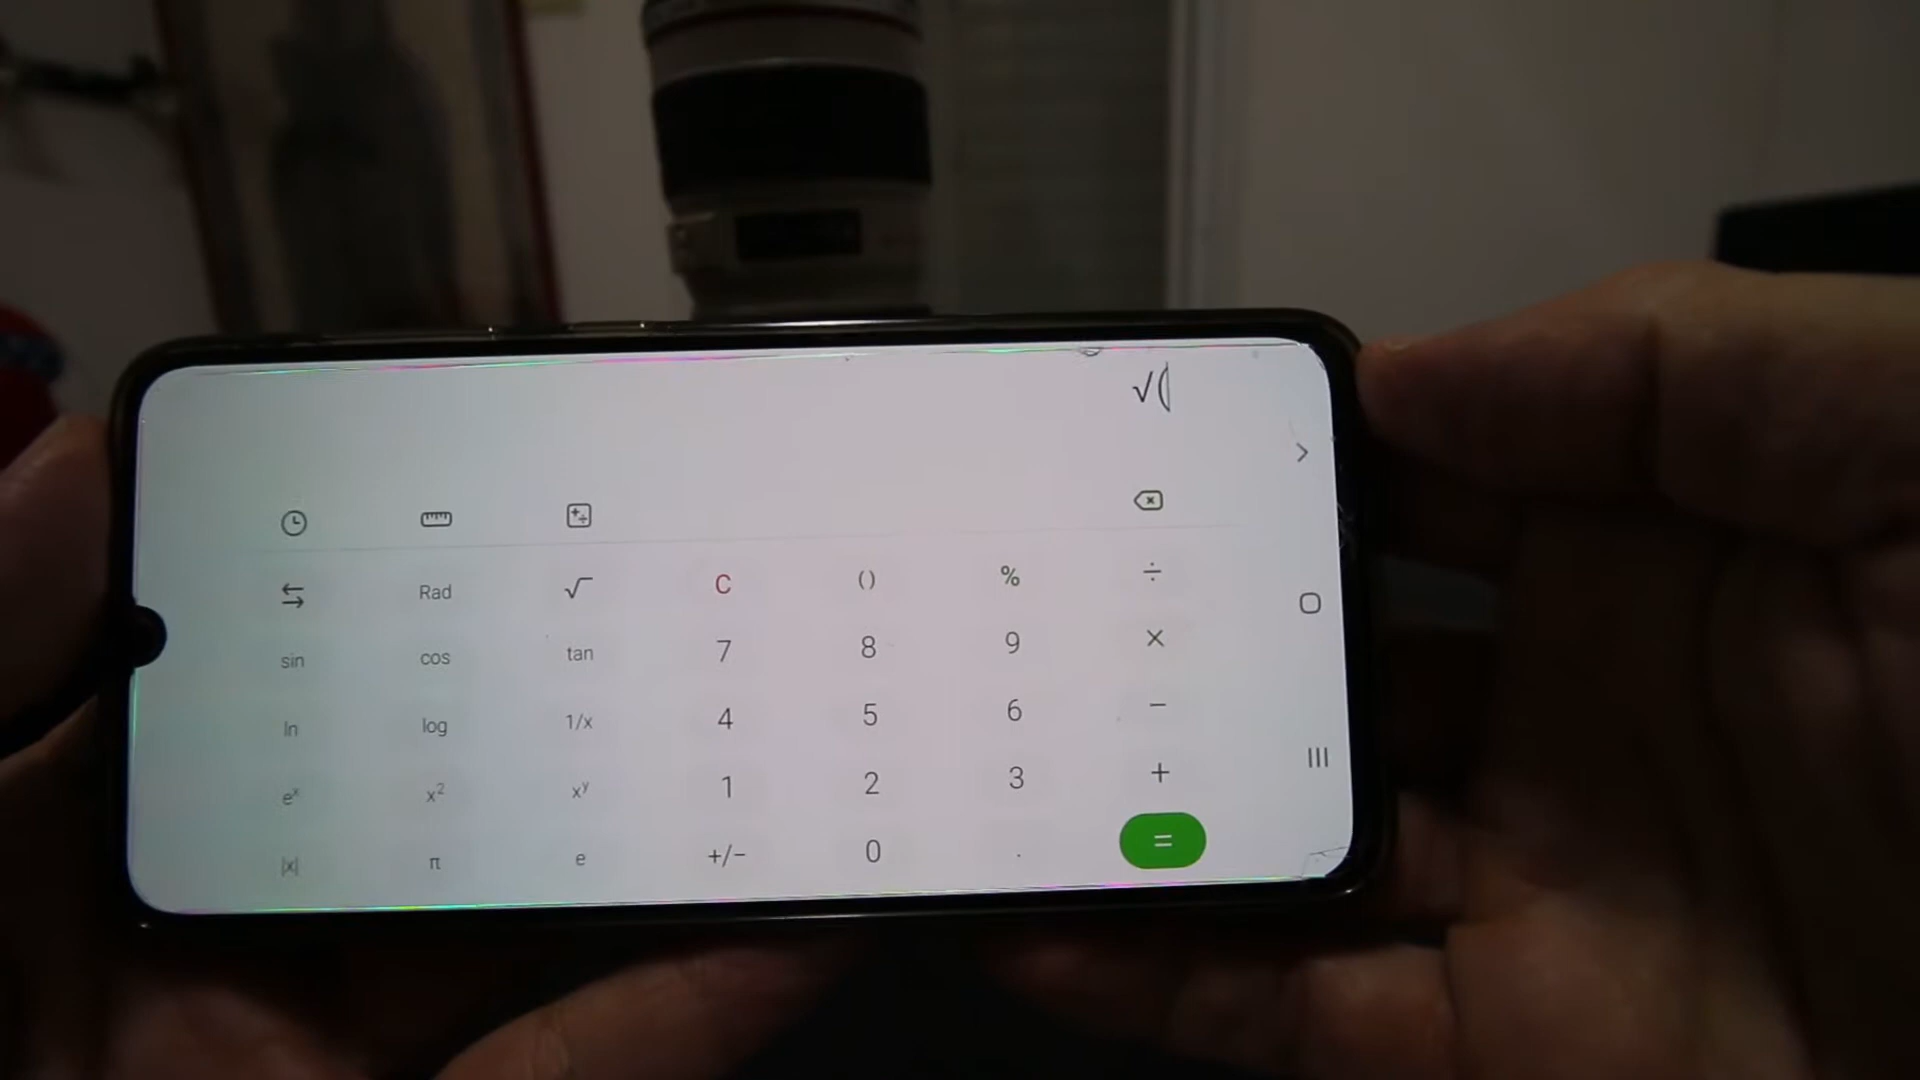 √(
Rad √ C () % ÷
sin cos tan 7 8 9 ×
ln log 1/x 4 5 6 −
eˣ x² xʸ 1 2 3 +
|x| π e +/− 0 . =